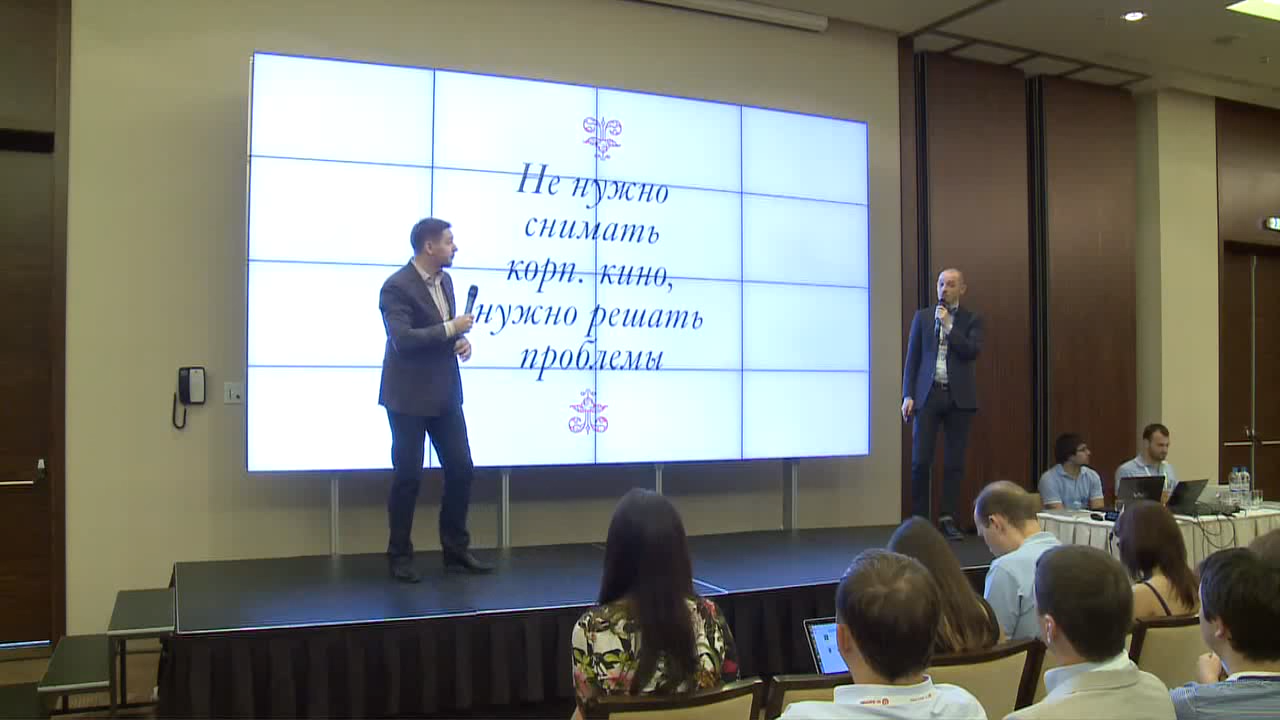 Не нужно
снимать
корп. кино,
нужно решать
проблемы